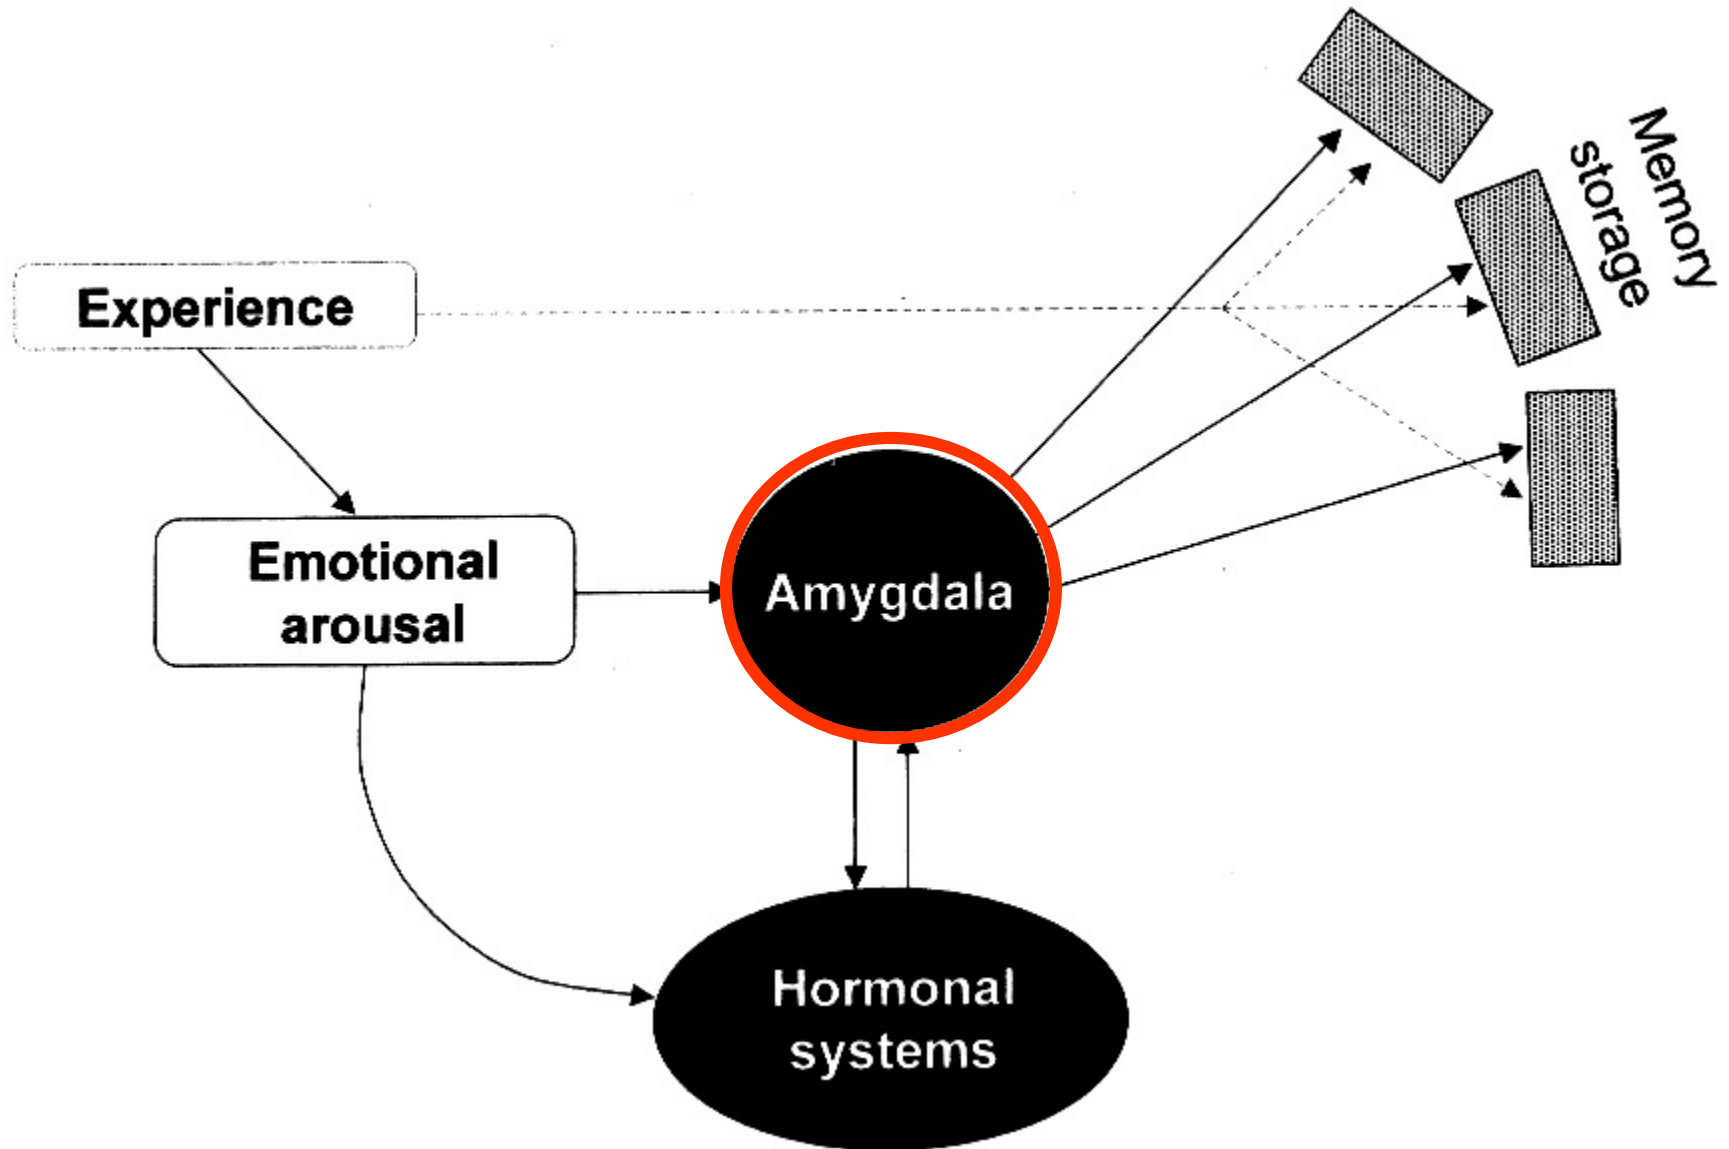 Memory
storage
Experience
Emotional
arousal
Amygdala
Hormonal
systems